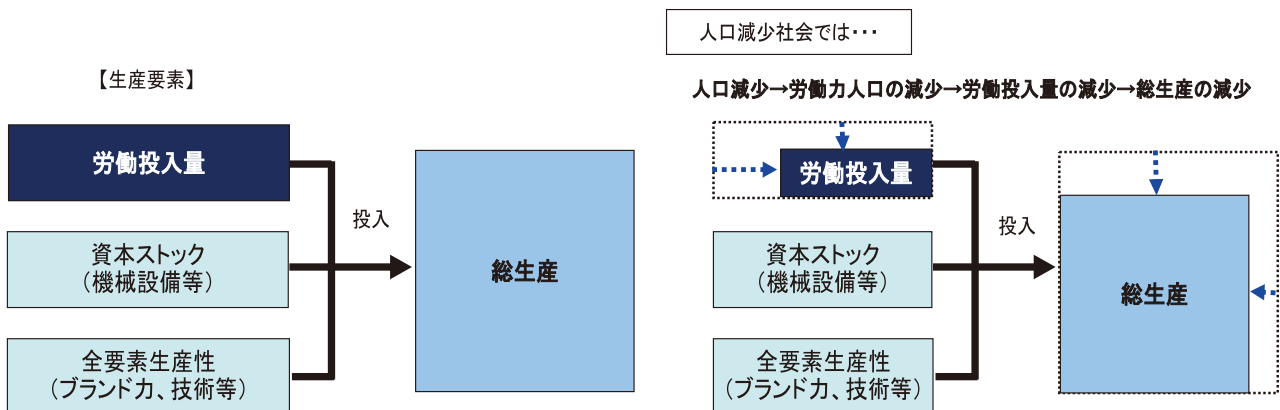 【生産要素】
労働投入量
資本ストック
(機械設備等)
全要素生産性
(ブランド力、技術等)
投入
総生産
人口減少社会では・・・
人口減少→労働力人口の減少→労働投入量の減少→総生産の減少
労働投入量
資本ストック
(機械設備等)
全要素生産性
(ブランド力、技術等)
投入
総生産